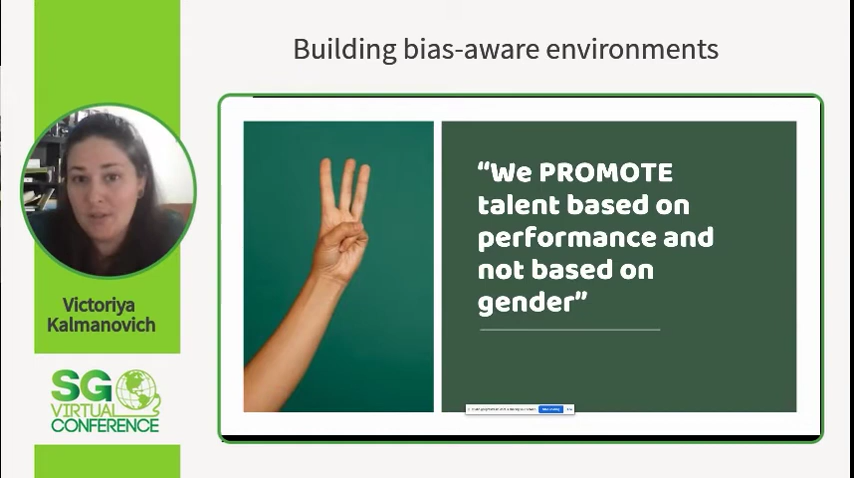 Building bias-aware environments
“We PROMOTE
talent based on
performance and
not based on
gender”
Victoriya
Kalmanovich
SG
VIRTUAL
CONFERENCE